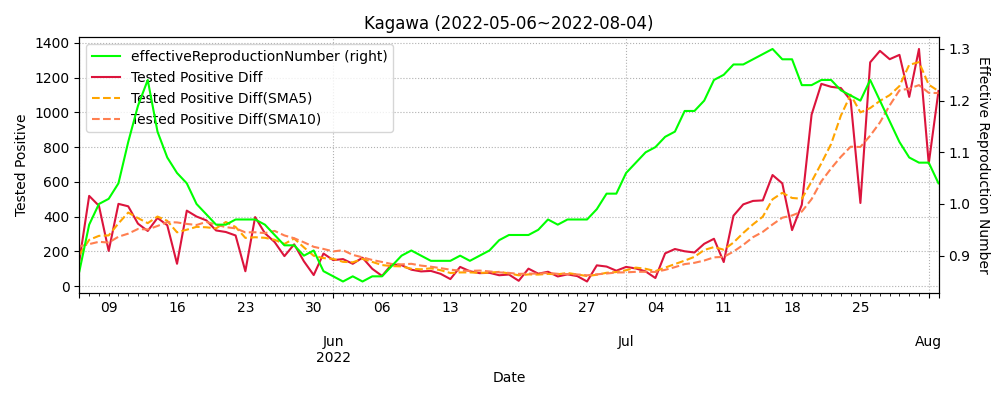 Kagawa (2022-05-06~2022-08-04)
effectiveReproductionNumber (right)
Tested Positive Diff
Tested Positive Diff(SMA5)
Tested Positive Diff(SMA10)
1400
1200
1000
800
600
400
200
0
Tested Positive
1.3
1.2
1.1
1.0
0.9
Effective Reproduction Number
09 16 23 30 06 13 20 27 04 11 18 25
Jun Jul Aug
2022
Date